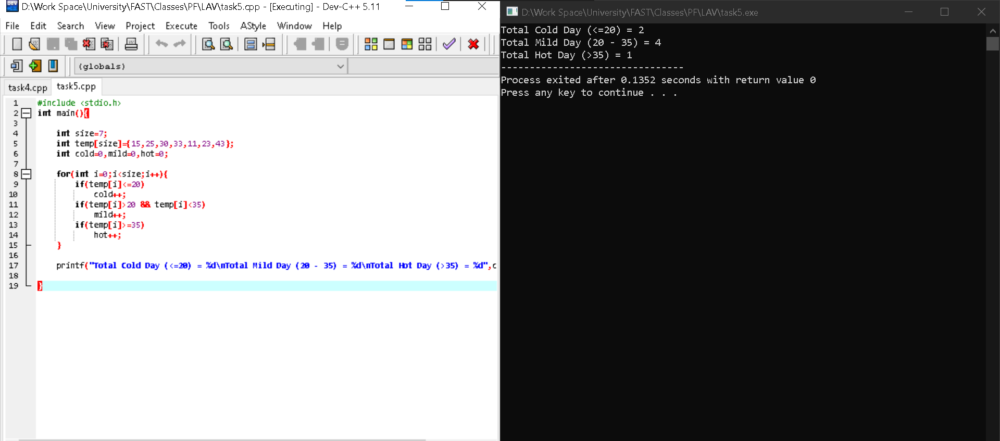 D:\Work Space\University\FAST\Classes\PF\LAV\task5.cpp - [Executing] - Dev-C++ 5.11
File Edit Search View Project Execute Tools AStyle Window Help
(globals)
task4.cpp task5.cpp
1 #include <stdio.h>
2 int main(){
3
4 int size=7;
5 int temp[size]={15,25,30,33,11,23,43};
6 int cold=0,mild=0,hot=0;
7
8 for(int i=0;i<size;i++){
9 if(temp[i]<=20)
10 cold++;
11 if(temp[i]>20 && temp[i]<35)
12 mild++;
13 if(temp[i]>=35)
14 hot++;
15 }
16
17 printf("Total Cold Day (<=20) = %d\nTotal Mild Day (20 - 35) = %d\nTotal Hot Day (>35) = %d",c
18
19 }
D:\Work Space\University\FAST\Classes\PF\LAV\task5.exe
Total Cold Day (<=20) = 2
Total Mild Day (20 - 35) = 4
Total Hot Day (>35) = 1
--------------------------------
Process exited after 0.1352 seconds with return value 0
Press any key to continue . . .